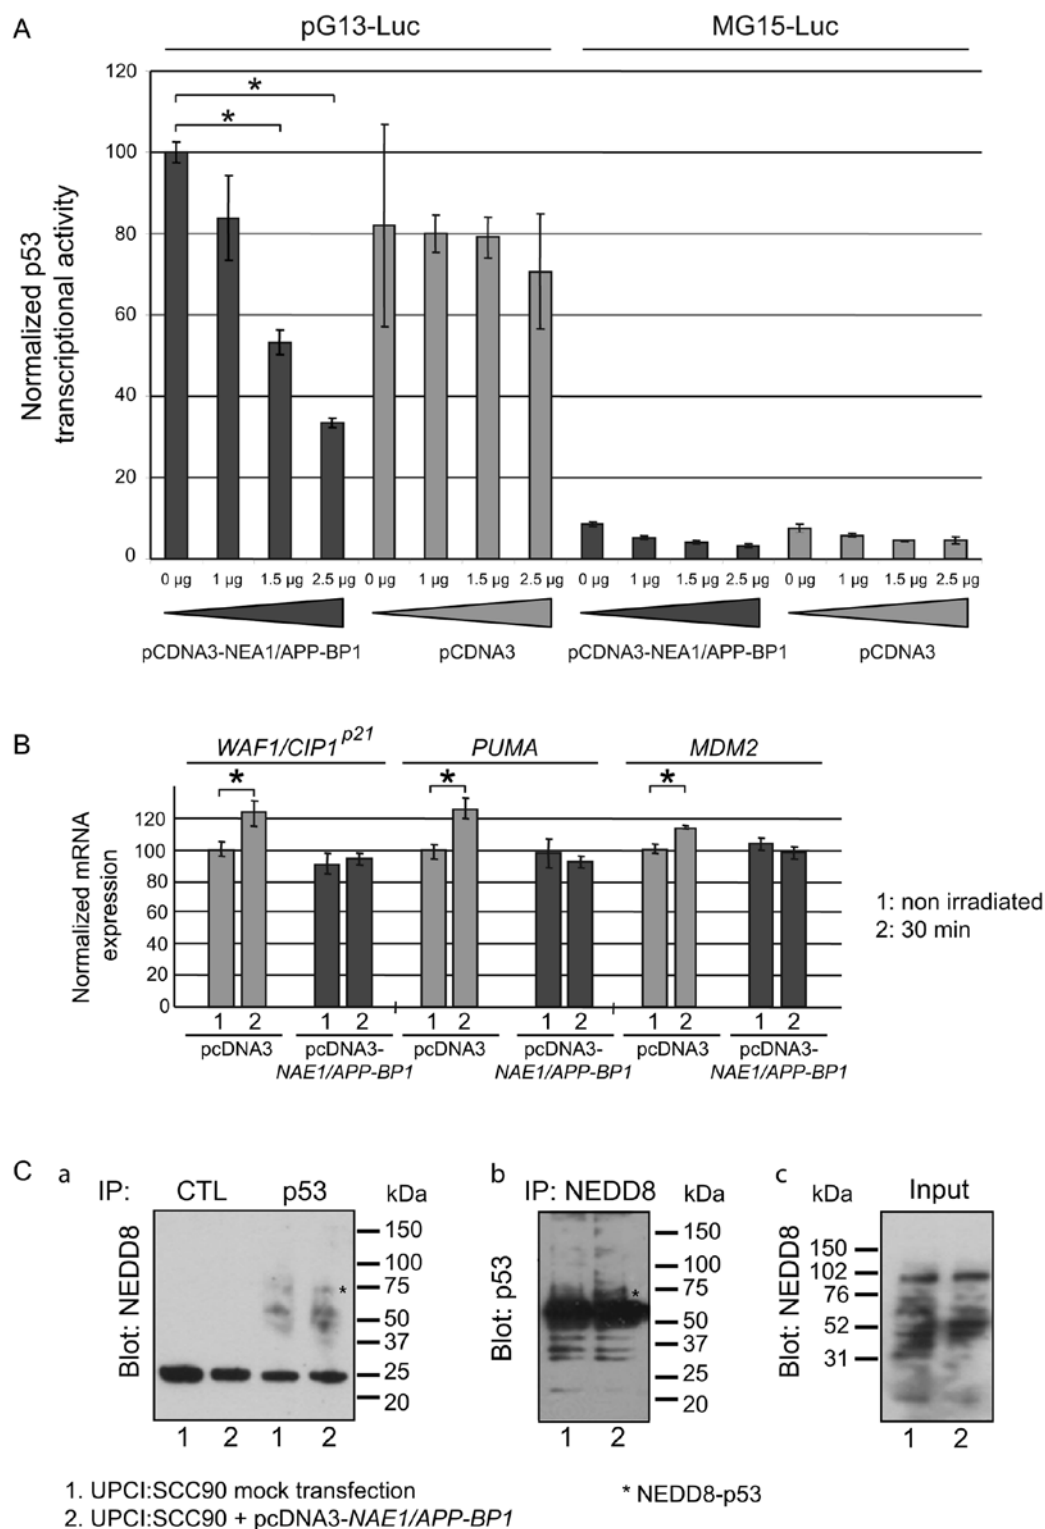 A
pG13-Luc MG15-Luc
Normalized p53
transcriptional activity
120
100
80
60
40
20
0
* *
0 µg 1 µg 1.5 µg 2.5 µg 0 µg 1 µg 1.5 µg 2.5 µg 0 µg 1 µg 1.5 µg 2.5 µg 0 µg 1 µg 1.5 µg 2.5 µg
pCDNA3-NEA1/APP-BP1 pCDNA3 pCDNA3-NEA1/APP-BP1 pCDNA3
B
WAF1/CIP1 p21 PUMA MDM2
* * *
Normalized mRNA
expression
120
100
80
60
40
20
0
1 2 1 2 1 2 1 2 1 2 1 2
pcDNA3 pcDNA3- pcDNA3 pcDNA3- pcDNA3 pcDNA3-
NAE1/APP-BP1 NAE1/APP-BP1 NAE1/APP-BP1
1: non irradiated
2: 30 min
C a
IP: CTL p53 kDa
Blot: NEDD8
150
100
75
50
37
25
20
*
1 2 1 2
b
IP: NEDD8 kDa
Blot: p53
150
100
75
50
37
25
20
*
1 2
c
kDa Input
Blot: NEDD8
150
102
76
52
31
1 2
1. UPCI:SCC90 mock transfection
2. UPCI:SCC90 + pcDNA3-NAE1/APP-BP1
* NEDD8-p53